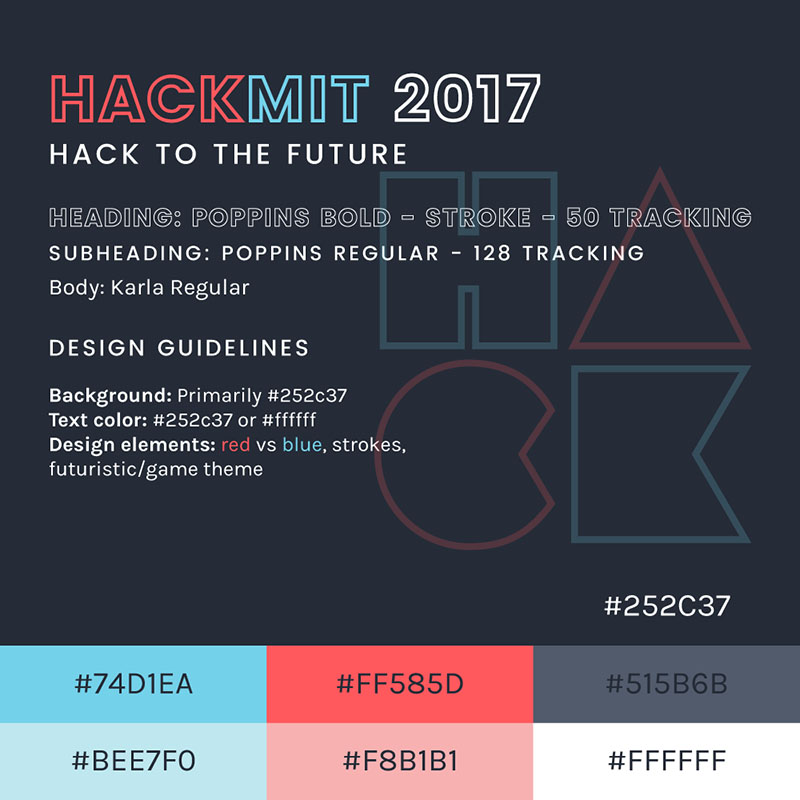 HACKMIT 2017
HACK TO THE FUTURE
HEADING: POPPINS BOLD - STROKE - 50 TRACKING
SUBHEADING: POPPINS REGULAR - 128 TRACKING
Body: Karla Regular
DESIGN GUIDELINES
Background: Primarily #252c37
Text color: #252c37 or #ffffff
Design elements: red vs blue, strokes,
futuristic/game theme
HA
CK
#252C37
#74D1EA #FF585D #515B6B
#BEE7F0 #F8B1B1 #FFFFFF